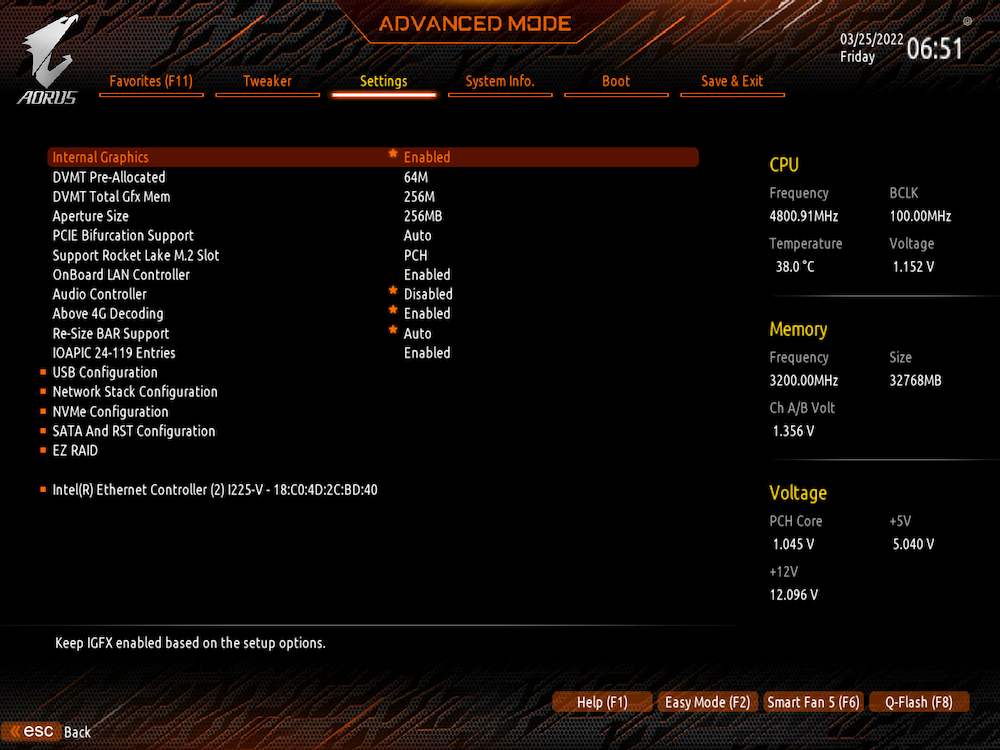 ADVANCED MODE
03/25/2022
Friday
06:51
AORUS
Favorites (F11) Tweaker Settings System Info. Boot Save & Exit
Internal Graphics Enabled
DVMT Pre-Allocated 64M
DVMT Total Gfx Mem 256M
Aperture Size 256MB
PCIE Bifurcation Support Auto
Support Rocket Lake M.2 Slot PCH
OnBoard LAN Controller Enabled
Audio Controller Disabled
Above 4G Decoding Enabled
Re-Size BAR Support Auto
IOAPIC 24-119 Entries Enabled
USB Configuration
Network Stack Configuration
NVMe Configuration
SATA And RST Configuration
EZ RAID
Intel(R) Ethernet Controller (2) I225-V - 18:C0:4D:2C:BD:40
CPU
Frequency BCLK
4800.91MHz 100.00MHz
Temperature Voltage
38.0 °C 1.152 V
Memory
Frequency Size
3200.00MHz 32768MB
Ch A/B Volt
1.356 V
Voltage
PCH Core +5V
1.045 V 5.040 V
+12V
12.096 V
Keep IGFX enabled based on the setup options.
Help (F1) Easy Mode (F2) Smart Fan 5 (F6) Q-Flash (F8)
esc Back